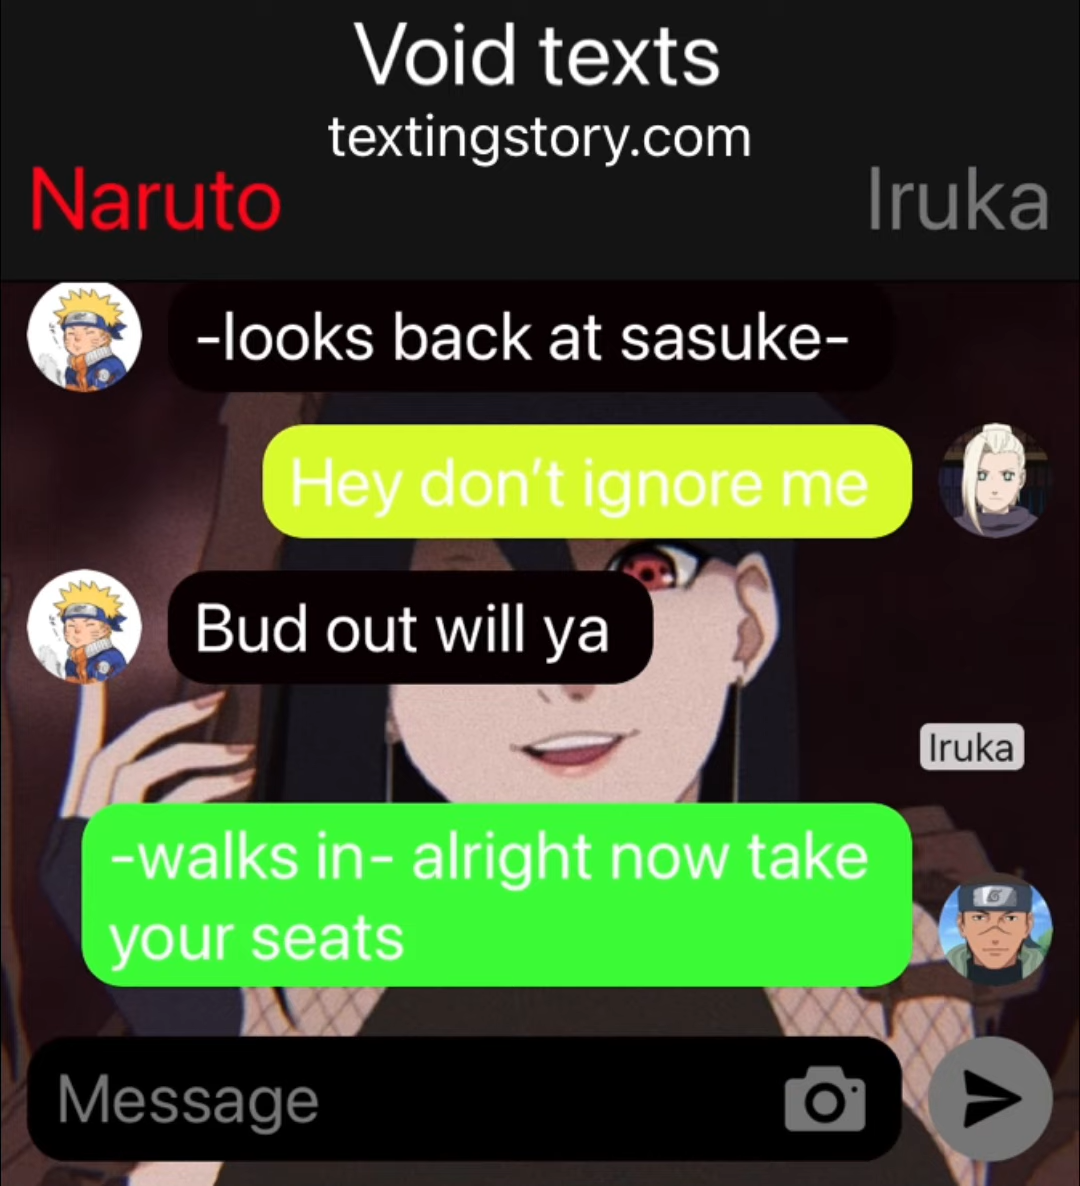 Void texts
textingstory.com
Naruto
Iruka
-looks back at sasuke-
Hey don't ignore me
Bud out will ya
Iruka
-walks in- alright now take
your seats
Message